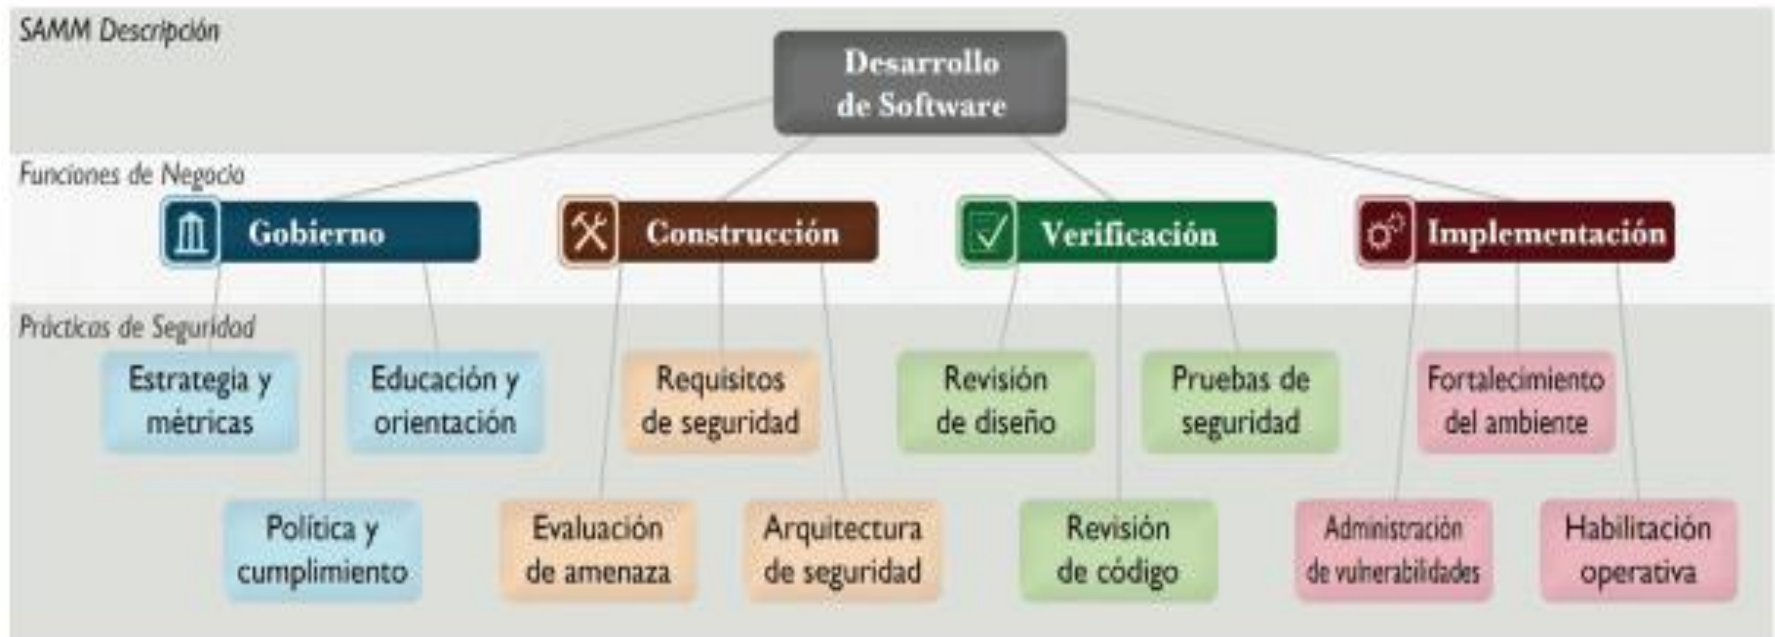 SAMM Descripción
Desarrollo
de Software
Funciones de Negocio
Gobierno
Construcción
Verificación
Implementación
Prácticas de Seguridad
Estrategia y
métricas
Educación y
orientación
Requisitos
de seguridad
Revisión
de diseño
Pruebas de
seguridad
Fortalecimiento
del ambiente
Política y
cumplimiento
Evaluación
de amenaza
Arquitectura
de seguridad
Revisión
de código
Administración
de vulnerabilidades
Habilitación
operativa